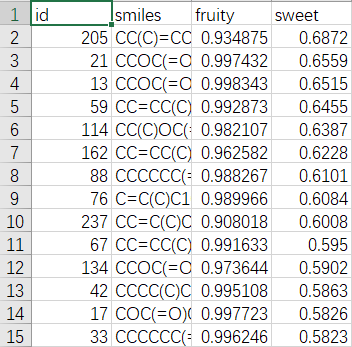 1 id smiles fruity sweet
2 205 CC(C)=CC 0.934875 0.6872
3 21 CCOC(=O 0.997432 0.6559
4 13 CCOC(=O 0.998343 0.6515
5 59 CC=CC(C) 0.992873 0.6455
6 114 CC(C)OC(= 0.982107 0.6387
7 162 CC=CC(C) 0.962582 0.6228
8 88 CCCCCC(= 0.988267 0.6101
9 76 C=C(C)C1 0.989966 0.6084
10 237 CC=C(C)C 0.908018 0.6008
11 67 CC=CC(C) 0.991633 0.595
12 134 CCOC(=O 0.973644 0.5902
13 42 CCCC(C)C 0.995108 0.5863
14 17 COC(=O)( 0.997723 0.5826
15 33 CCCCCC(= 0.996246 0.5823